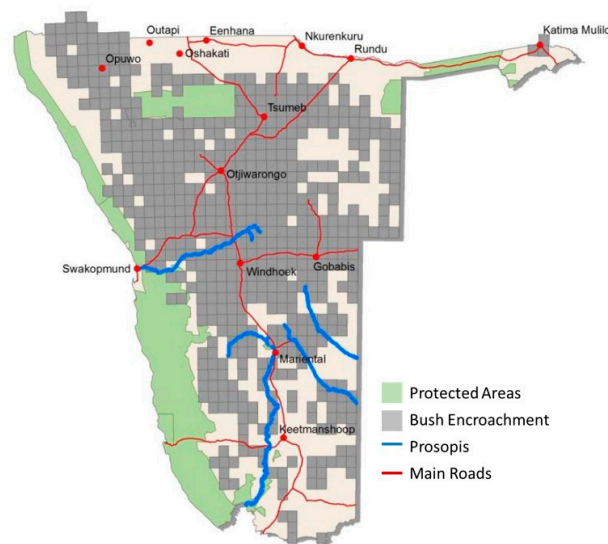 Outapi
Eenhana
Nkurenkuru
Katima Mulilo
Oshakati
Rundu
Opuwo
Tsumeb
Otjiwarongo
Swakopmund
Windhoek
Gobabis
Mariental
Keetmanshoop
Protected Areas
Bush Encroachment
Prosopis
Main Roads